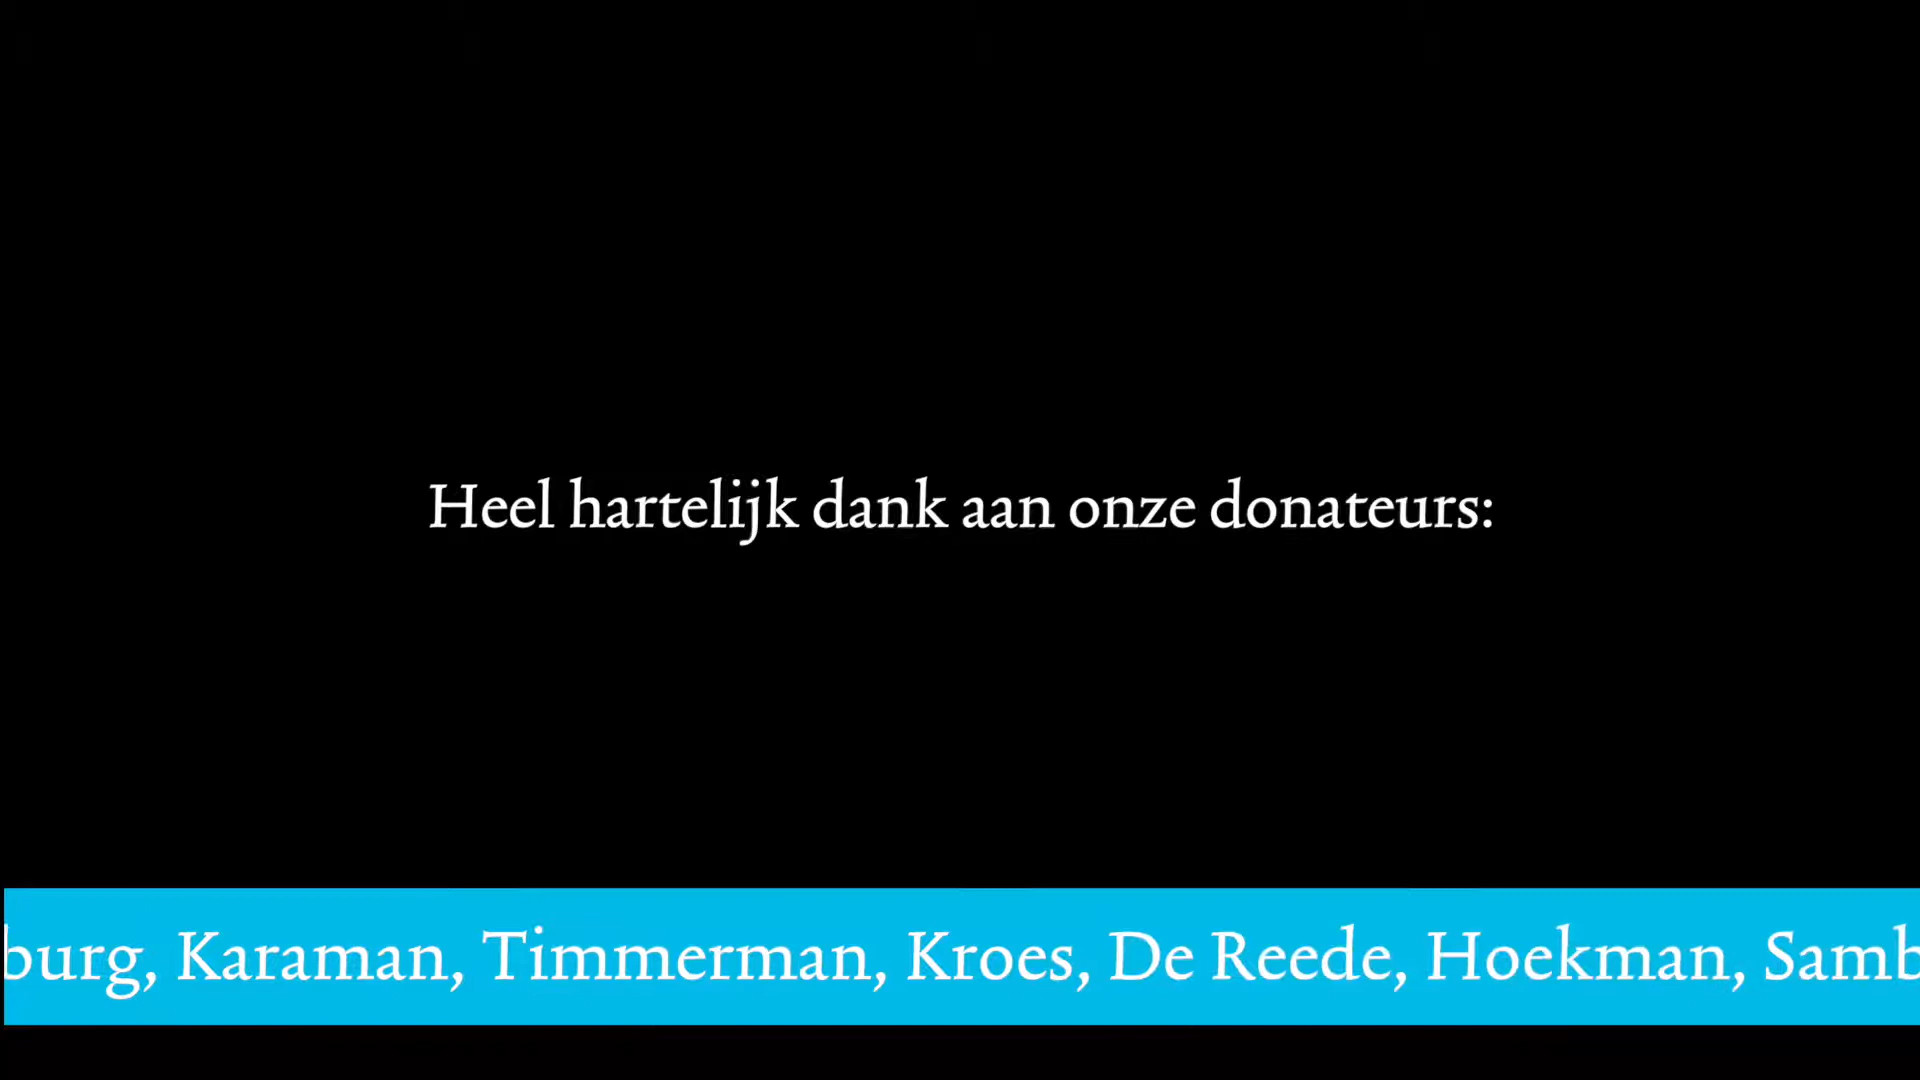 Heel hartelijk dank aan onze donateurs:
burg, Karaman, Timmerman, Kroes, De Reede, Hoekman, Samb